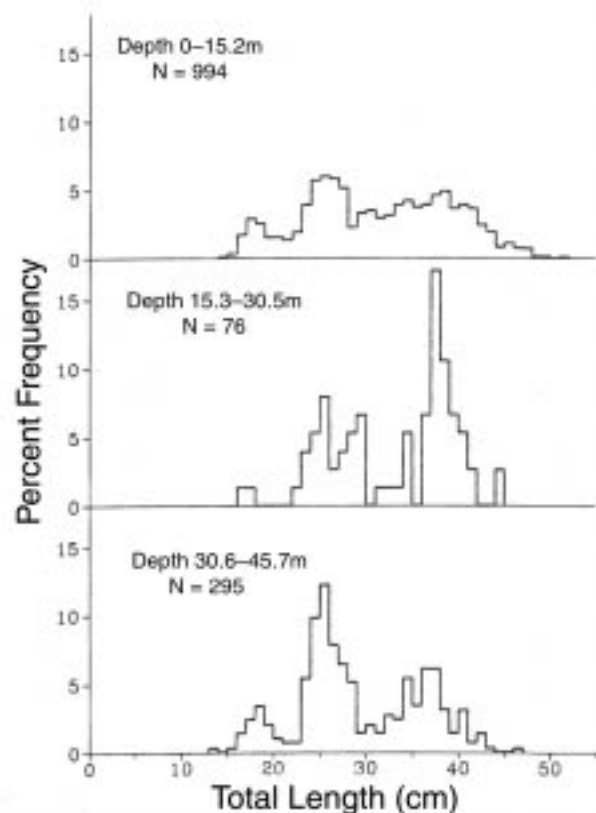 Percent Frequency
15
10
5
0
Depth 0–15.2m
N = 994
15
10
5
0
Depth 15.3–30.5m
N = 76
15
10
5
0
Depth 30.6–45.7m
N = 295
0 10 20 30 40 50
Total Length (cm)